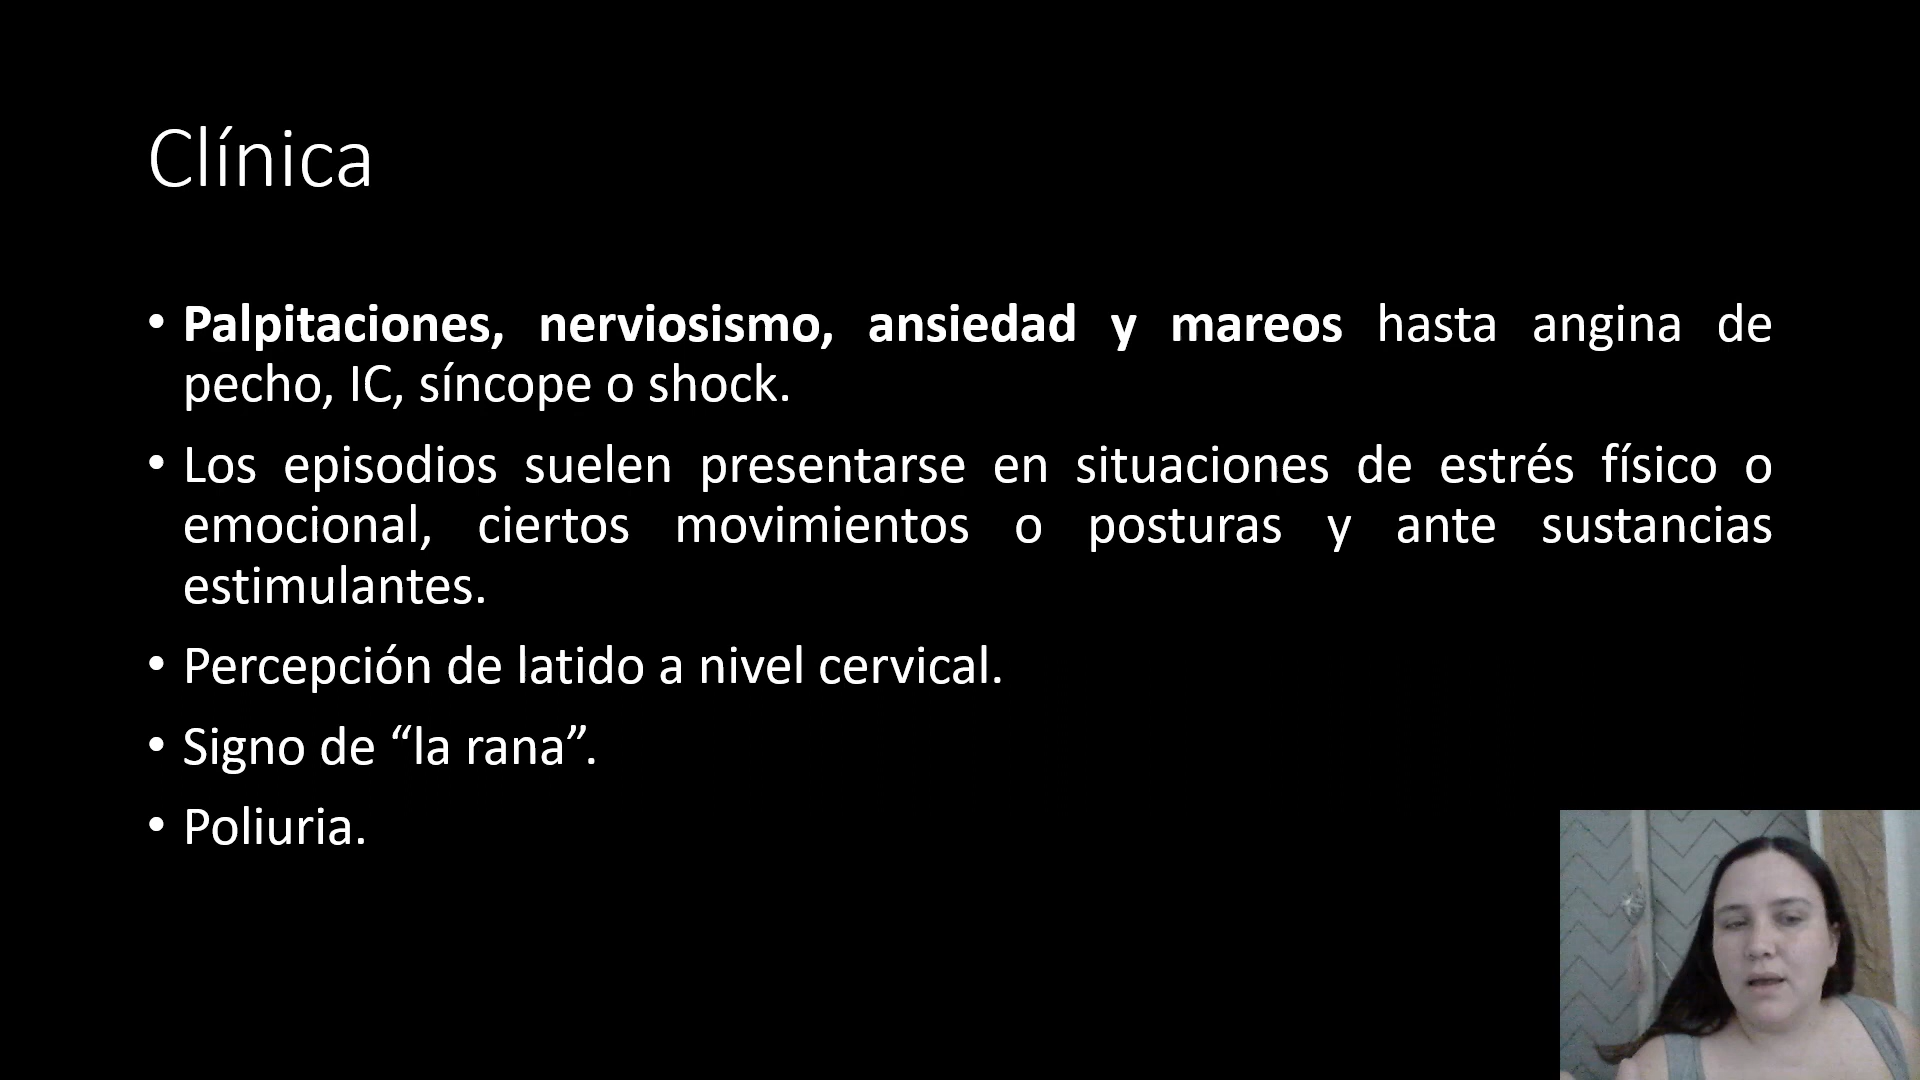 Clínica
• Palpitaciones, nerviosismo, ansiedad y mareos hasta angina de
pecho, IC, síncope o shock.
• Los episodios suelen presentarse en situaciones de estrés físico o
emocional, ciertos movimientos o posturas y ante sustancias
estimulantes.
• Percepción de latido a nivel cervical.
• Signo de “la rana”.
• Poliuria.